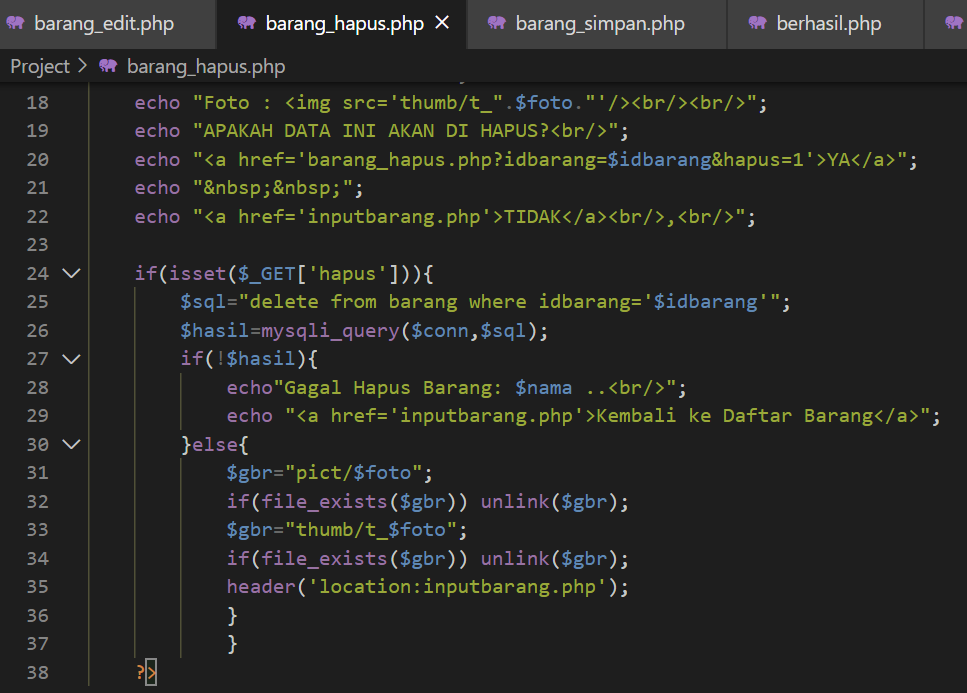 barang_edit.php barang_hapus.php barang_simpan.php berhasil.php
Project > barang_hapus.php
18 echo "Foto : <img src='thumb/t_".$foto."'/><br/><br/>";
19 echo "APAKAH DATA INI AKAN DI HAPUS?<br/>";
20 echo "<a href='barang_hapus.php?idbarang=$idbarang&hapus=1'>YA</a>";
21 echo "&nbsp;&nbsp;";
22 echo "<a href='inputbarang.php'>TIDAK</a><br/>,<br/>";
23
24 if(isset($_GET['hapus'])){
25 $sql="delete from barang where idbarang='$idbarang'";
26 $hasil=mysqli_query($conn,$sql);
27 if(!$hasil){
28 echo"Gagal Hapus Barang: $nama ..<br/>";
29 echo "<a href='inputbarang.php'>Kembali ke Daftar Barang</a>";
30 }else{
31 $gbr="pict/$foto";
32 if(file_exists($gbr)) unlink($gbr);
33 $gbr="thumb/t_$foto";
34 if(file_exists($gbr)) unlink($gbr);
35 header('location:inputbarang.php');
36 }
37 }
38 ?>